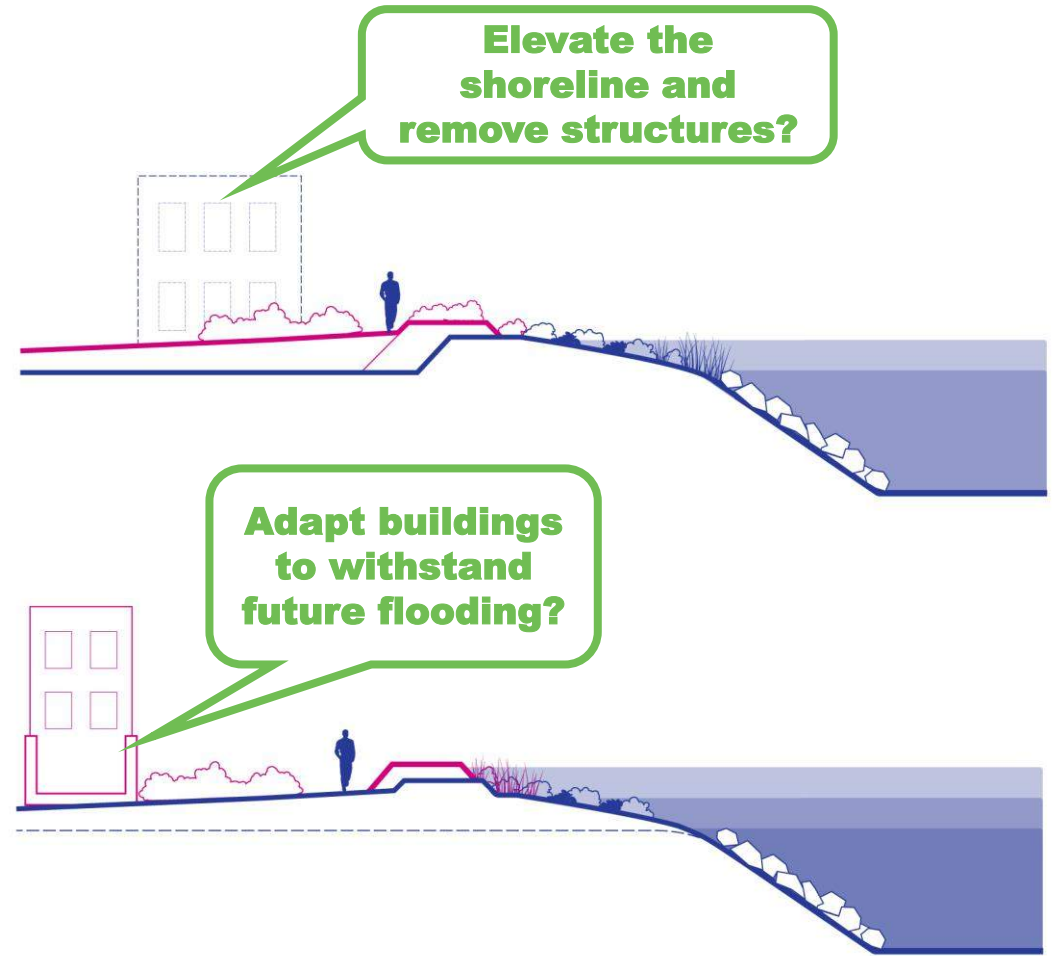 Elevate the
shoreline and
remove structures?
Adapt buildings
to withstand
future flooding?